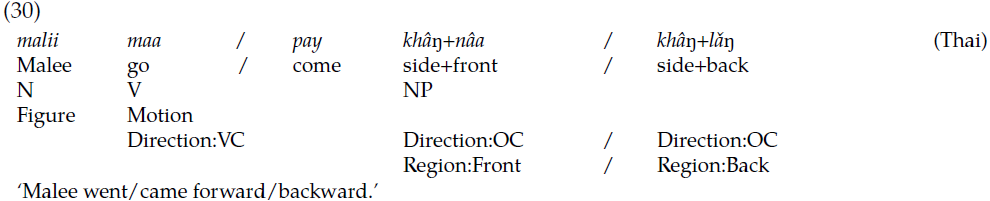 (30)
malii maa / pay khâŋ+nâa / khâŋ+lǎŋ (Thai)
Malee go / come side+front / side+back
N V NP
Figure Motion
Direction:VC Direction:OC / Direction:OC
Region:Front / Region:Back
‘Malee went/came forward/backward.’